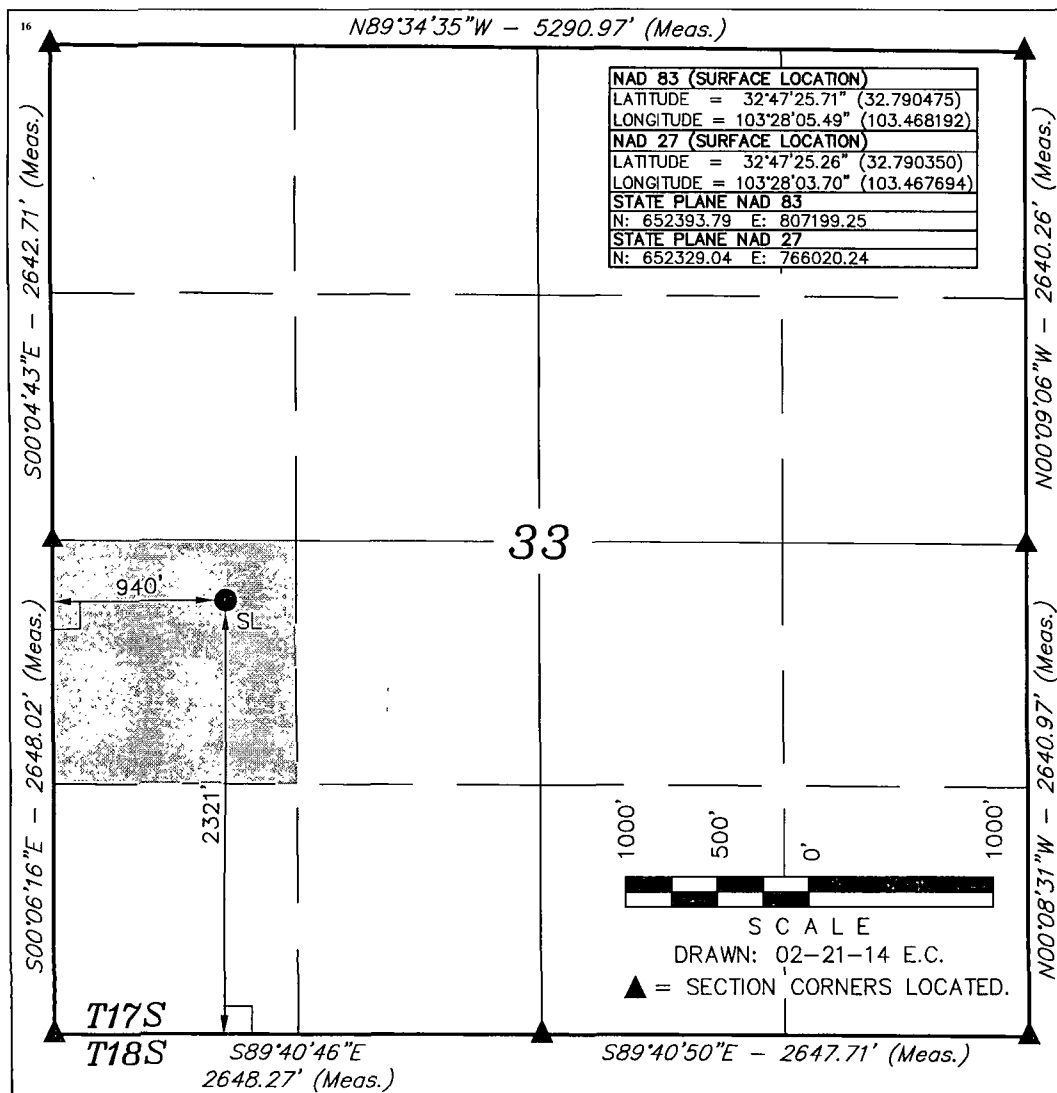 16
N89°34'35"W – 5290.97' (Meas.)
NAD 83 (SURFACE LOCATION)
LATITUDE = 32°47'25.71" (32.790475)
LONGITUDE = 103°28'05.49" (103.468192)
NAD 27 (SURFACE LOCATION)
LATITUDE = 32°47'25.26" (32.790350)
LONGITUDE = 103°28'03.70" (103.467694)
STATE PLANE NAD 83
N: 652393.79 E: 807199.25
STATE PLANE NAD 27
N: 652329.04 E: 766020.24
S00°04'43"E – 2642.71' (Meas.)
N00°09'06"W – 2640.26' (Meas.)
33
940'
SL
2321'
S00°06'16"E – 2648.02' (Meas.)
N00°08'31"W – 2640.97' (Meas.)
1000' 500' 0' 1000'
SCALE
DRAWN: 02–21–14 E.C.
▲ = SECTION CORNERS LOCATED.
T17S
T18S
S89°40'46"E
2648.27' (Meas.)
S89°40'50"E – 2647.71' (Meas.)